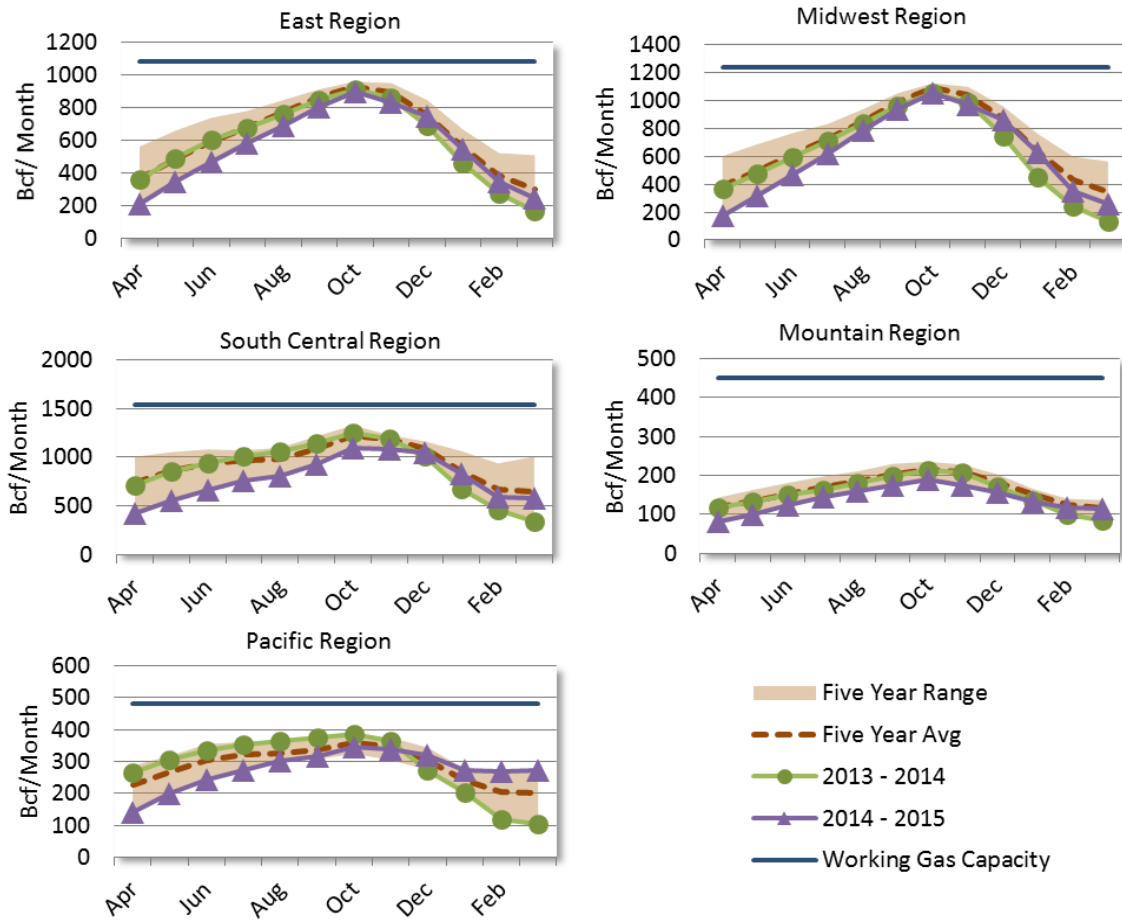 East Region
1200
1000
800
600
400
200
0
Bcf/ Month
Apr Jun Aug Oct Dec Feb
Midwest Region
1400
1200
1000
800
600
400
200
0
Bcf/Month
Apr Jun Aug Oct Dec Feb
South Central Region
2000
1500
1000
500
0
Bcf/Month
Apr Jun Aug Oct Dec Feb
Mountain Region
500
400
300
200
100
0
Bcf/Month
Apr Jun Aug Oct Dec Feb
Pacific Region
600
500
400
300
200
100
0
Bcf/Month
Apr Jun Aug Oct Dec Feb
Five Year Range
Five Year Avg
2013 - 2014
2014 - 2015
Working Gas Capacity